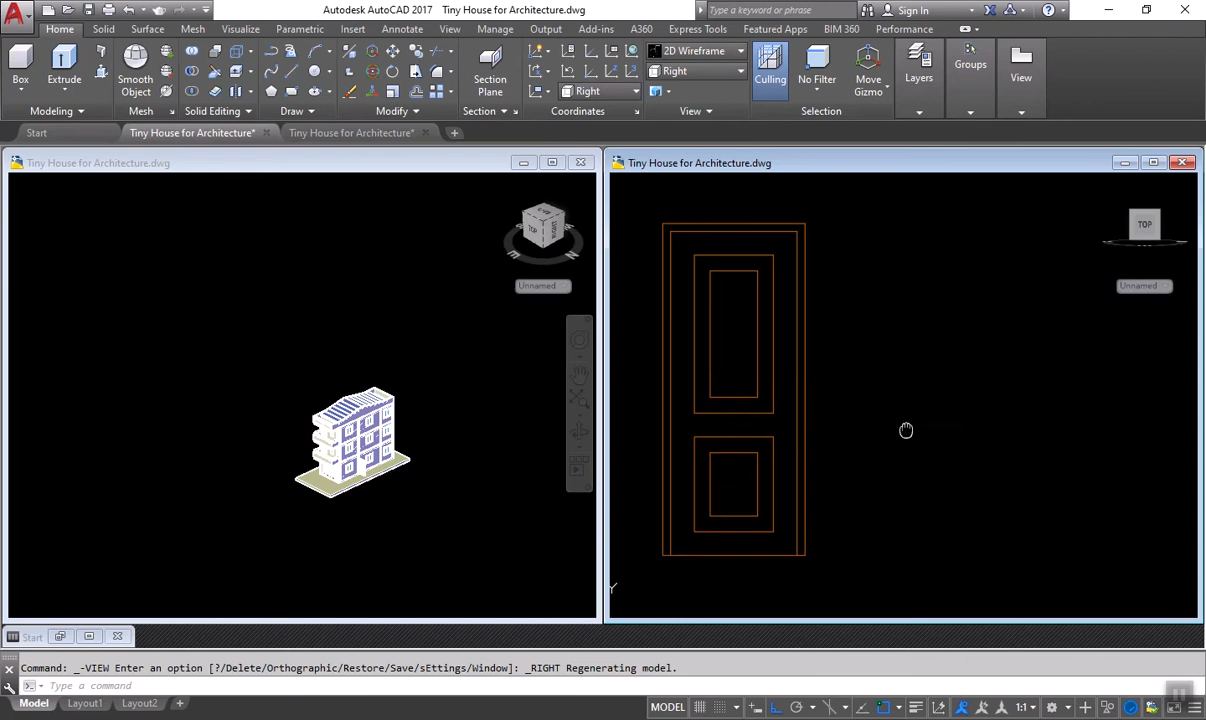 Autodesk AutoCAD 2017 Tiny House for Architecture.dwg
Type a keyword or phrase
Sign In
Home Solid Surface Mesh Visualize Parametric Insert Annotate View Manage Output Add-ins A360 Express Tools Featured Apps BIM 360 Performance
Box
Extrude
Smooth Object
Section Plane
2D Wireframe
Right
Right
Culling
No Filter
Move Gizmo
Layers
Groups
View
Modeling Mesh Solid Editing Draw Modify Section Coordinates View Selection
Start Tiny House for Architecture* Tiny House for Architecture*
Tiny House for Architecture.dwg
Tiny House for Architecture.dwg
TOP
TOP
Unnamed
Unnamed
Y
Start
Command: _-VIEW Enter an option [?/Delete/Orthographic/Restore/Save/sEttings/Window]: _RIGHT Regenerating model.
Type a command
Model Layout1 Layout2 +
MODEL
1:1